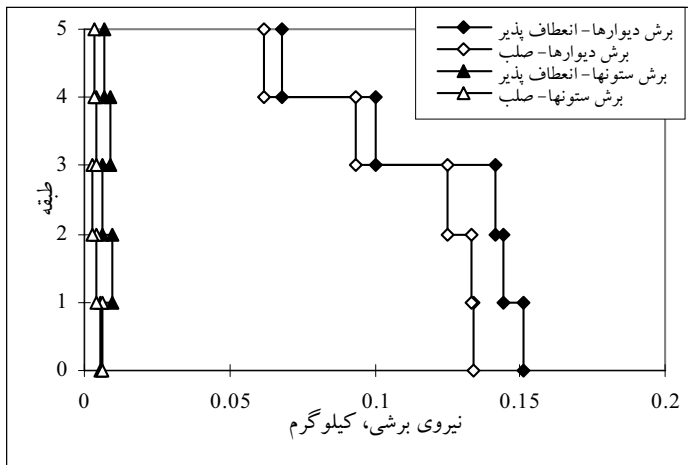 برش دیوارها- انعطاف پذیر
برش دیوارها- صلب
برش ستونها- انعطاف پذیر
برش ستونها- صلب
5
4
3
2
1
0
طبقه
0 0.05 0.1 0.15 0.2
نیروی برشی، کیلوگرم